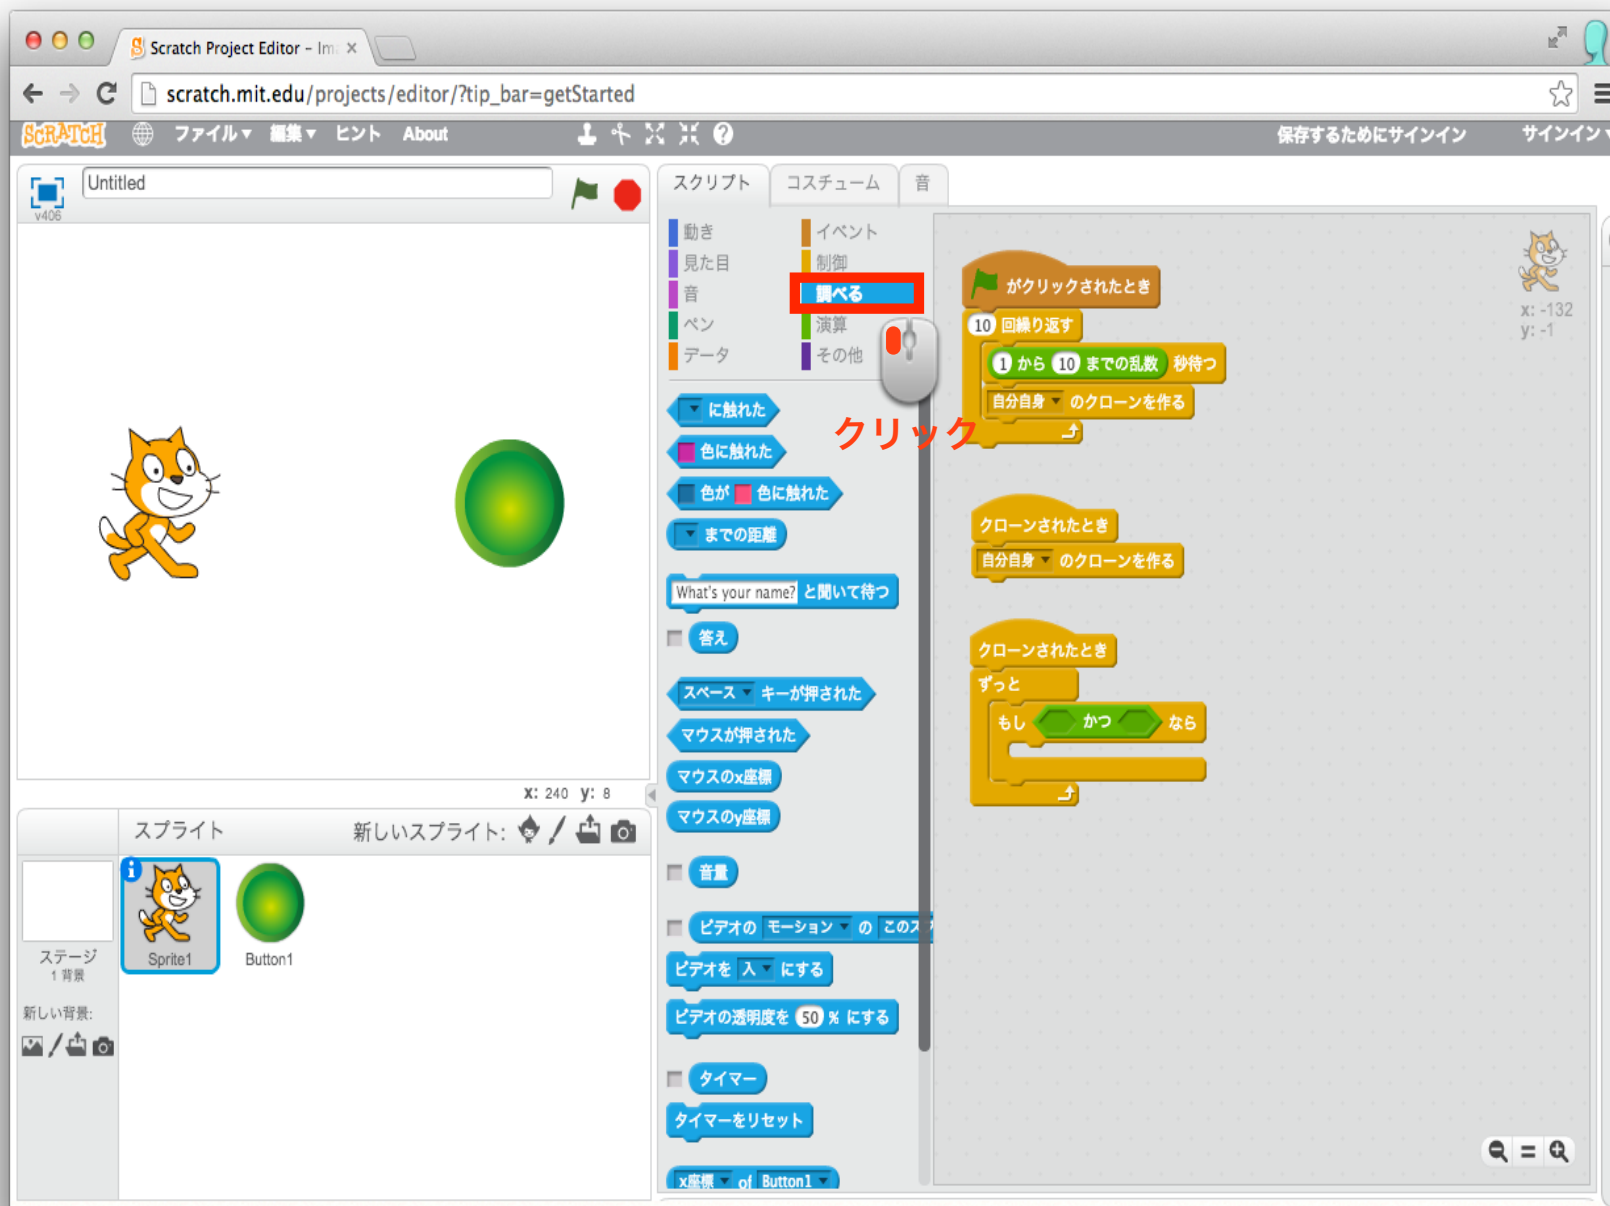 Scratch Project Editor - Im
scratch.mit.edu/projects/editor/?tip_bar=getStarted
SCRATCH ファイル 編集 ヒント About 保存するためにサインイン サインイン
v406 Untitled
スクリプト コスチューム 音
動き イベント
見た目 制御
音 調べる
ペン 演算
データ その他
クリック
に触れた
色に触れた
色が 色に触れた
までの距離
What's your name? と聞いて待つ
答え
スペース キーが押された
マウスが押された
マウスのx座標
マウスのy座標
音量
ビデオの モーション の このス
ビデオを 入 にする
ビデオの透明度を 50 % にする
タイマー
タイマーをリセット
x座標 of Button1
がクリックされたとき
10 回繰り返す
1 から 10 までの乱数 秒待つ
自分自身 のクローンを作る
クローンされたとき
自分自身 のクローンを作る
クローンされたとき
ずっと
もし かつ なら
x: -132
y: -1
x: 240 y: 8
スプライト 新しいスプライト:
ステージ
1 背景
新しい背景:
Sprite1
Button1